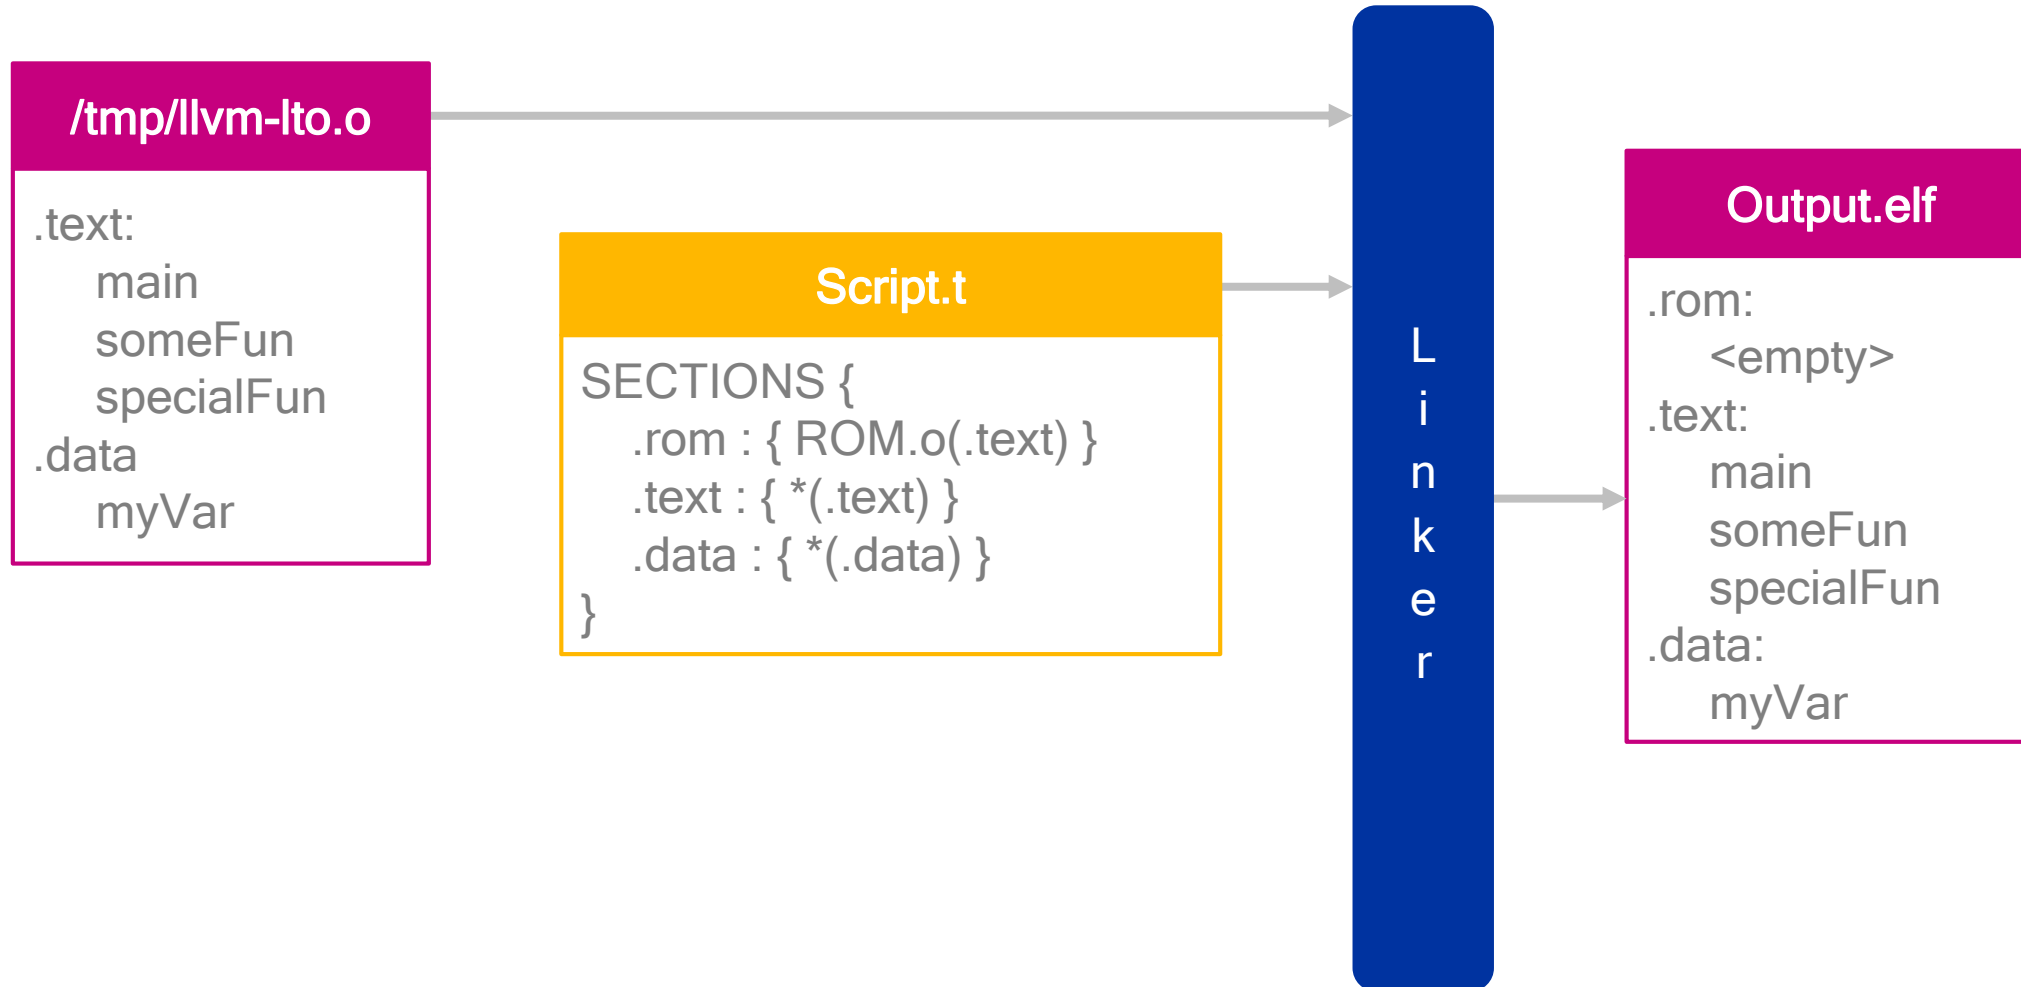 /tmp/llvm-lto.o
.text:
main
someFun
specialFun
.data
myVar
Script.t
SECTIONS {
.rom : { ROM.o(.text) }
.text : { *(.text) }
.data : { *(.data) }
}
L
i
n
k
e
r
Output.elf
.rom:
<empty>
.text:
main
someFun
specialFun
.data:
myVar